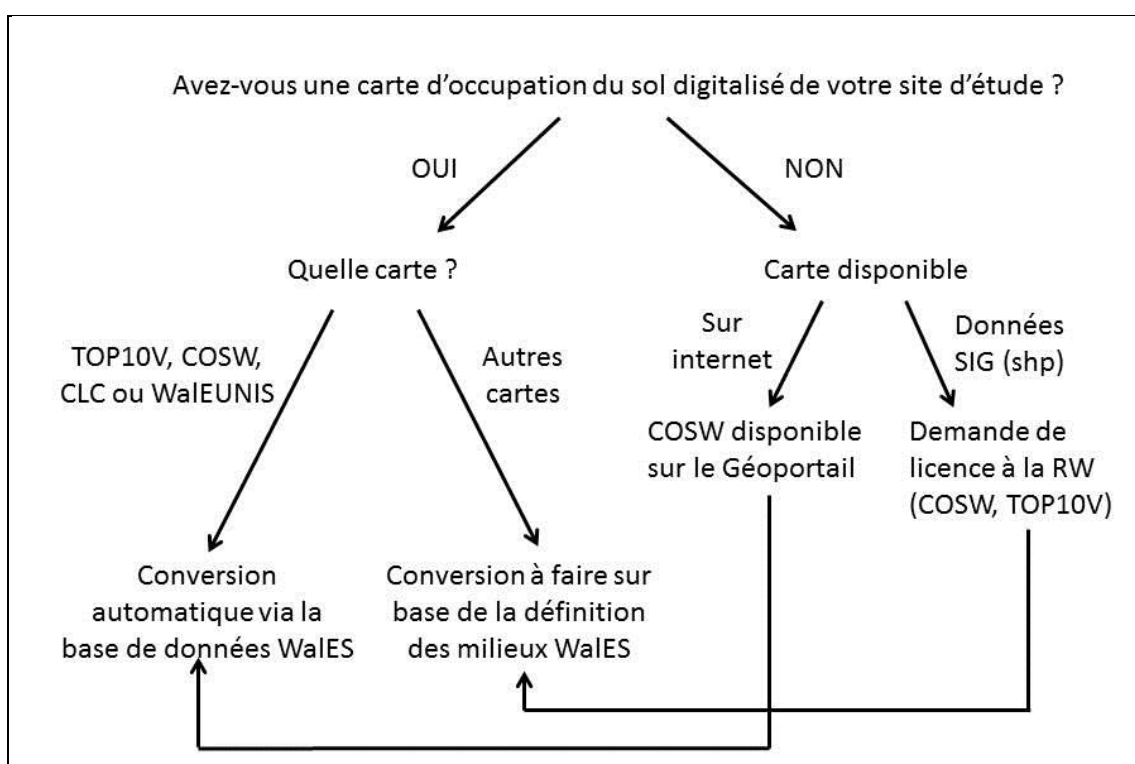 Avez-vous une carte d'occupation du sol digitalisé de votre site d'étude ?
OUI
NON
Quelle carte ?
Carte disponible
TOP10V, COSW,
CLC ou WalEUNIS
Autres
cartes
Sur
internet
Données
SIG (shp)
COSW disponible
sur le Géoportail
Demande de
licence à la RW
(COSW, TOP10V)
Conversion
automatique via la
base de données WalES
Conversion à faire sur
base de la définition
des milieux WalES